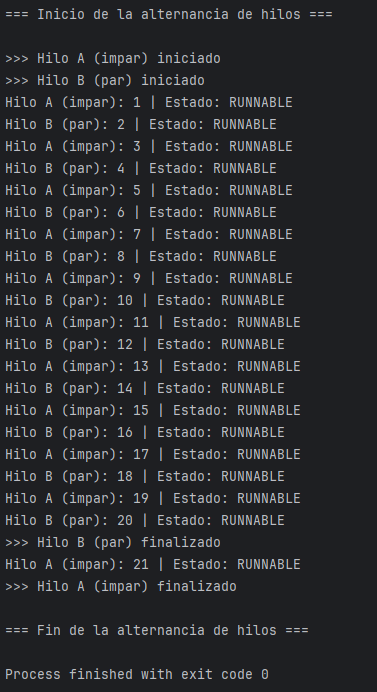 === Inicio de la alternancia de hilos ===
>>> Hilo A (impar) iniciado
>>> Hilo B (par) iniciado
Hilo A (impar): 1 | Estado: RUNNABLE
Hilo B (par): 2 | Estado: RUNNABLE
Hilo A (impar): 3 | Estado: RUNNABLE
Hilo B (par): 4 | Estado: RUNNABLE
Hilo A (impar): 5 | Estado: RUNNABLE
Hilo B (par): 6 | Estado: RUNNABLE
Hilo A (impar): 7 | Estado: RUNNABLE
Hilo B (par): 8 | Estado: RUNNABLE
Hilo A (impar): 9 | Estado: RUNNABLE
Hilo B (par): 10 | Estado: RUNNABLE
Hilo A (impar): 11 | Estado: RUNNABLE
Hilo B (par): 12 | Estado: RUNNABLE
Hilo A (impar): 13 | Estado: RUNNABLE
Hilo B (par): 14 | Estado: RUNNABLE
Hilo A (impar): 15 | Estado: RUNNABLE
Hilo B (par): 16 | Estado: RUNNABLE
Hilo A (impar): 17 | Estado: RUNNABLE
Hilo B (par): 18 | Estado: RUNNABLE
Hilo A (impar): 19 | Estado: RUNNABLE
Hilo B (par): 20 | Estado: RUNNABLE
>>> Hilo B (par) finalizado
Hilo A (impar): 21 | Estado: RUNNABLE
>>> Hilo A (impar) finalizado
=== Fin de la alternancia de hilos ===
Process finished with exit code 0